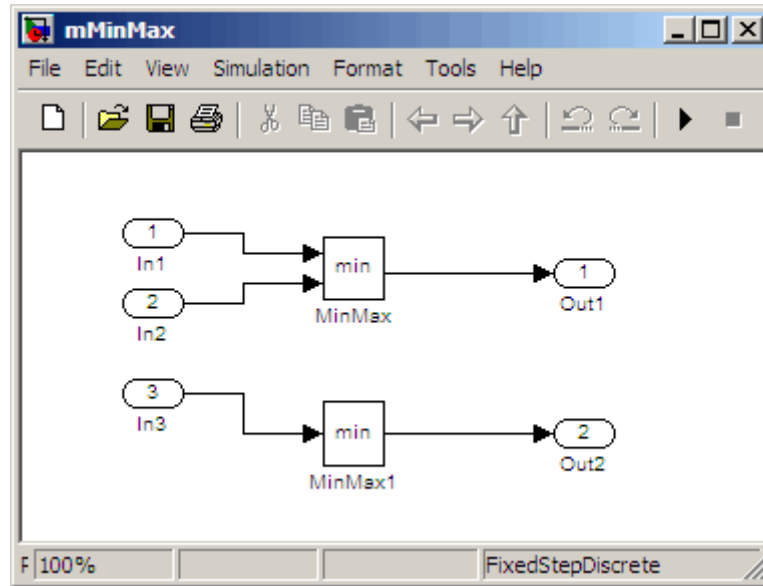 mMinMax
File Edit View Simulation Format Tools Help
1
In1
2
In2
min
MinMax
1
Out1
3
In3
min
MinMax1
2
Out2
F 100% FixedStepDiscrete